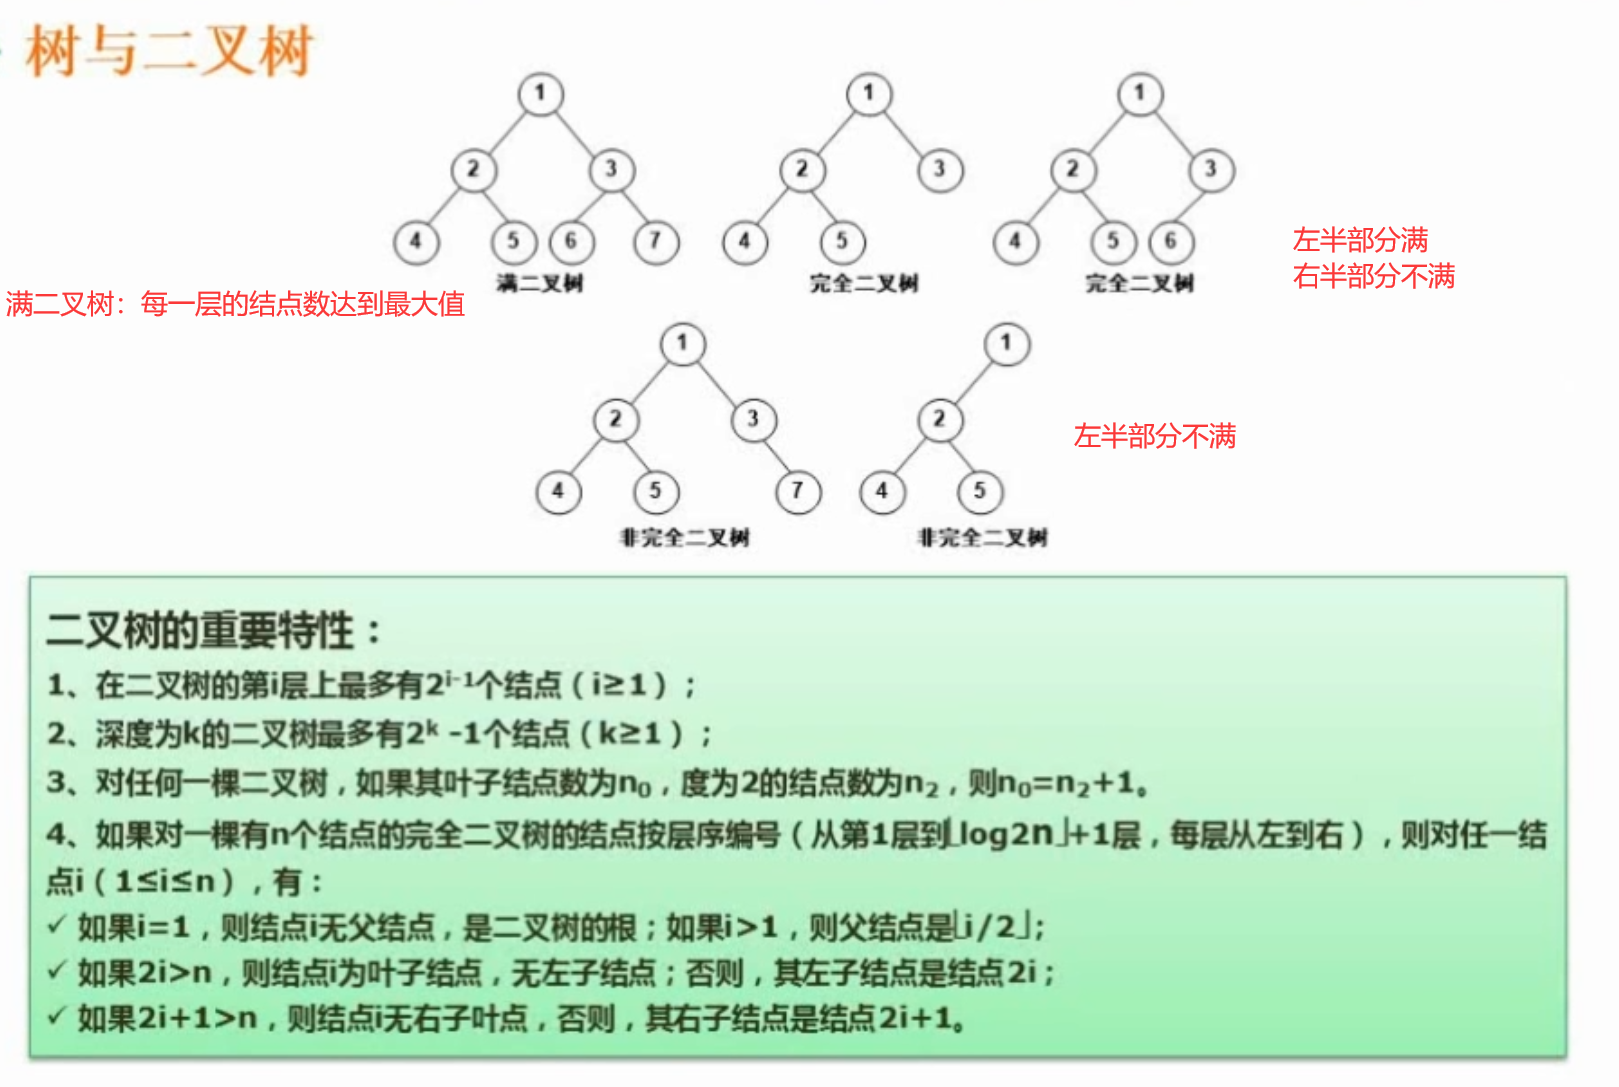 树与二叉树
1
1
1
2
3
2
3
2
3
4
5
6
7
4
5
4
5
6
满二叉树
完全二叉树
完全二叉树
左半部分满
右半部分不满
满二叉树：每一层的结点数达到最大值
1
1
2
3
2
左半部分不满
4
5
7
4
5
非完全二叉树
非完全二叉树
二叉树的重要特性：
1、在二叉树的第i层上最多有2^{i-1}个结点（i≥1）；
2、深度为k的二叉树最多有2^k -1个结点（k≥1）；
3、对任何一棵二叉树，如果其叶子结点数为n₀，度为2的结点数为n₂，则n₀=n₂+1。
4、如果对一棵有n个结点的完全二叉树的结点按层序编号（从第1层到⌊log2n⌋+1层，每层从左到右），则对任一结
点i（1≤i≤n），有：
✓ 如果i=1，则结点i无父结点，是二叉树的根；如果i>1，则父结点是⌊i/2⌋；
✓ 如果2i>n，则结点i为叶子结点，无左子结点；否则，其左子结点是结点2i；
✓ 如果2i+1>n，则结点i无右子叶点，否则，其右子结点是结点2i+1。